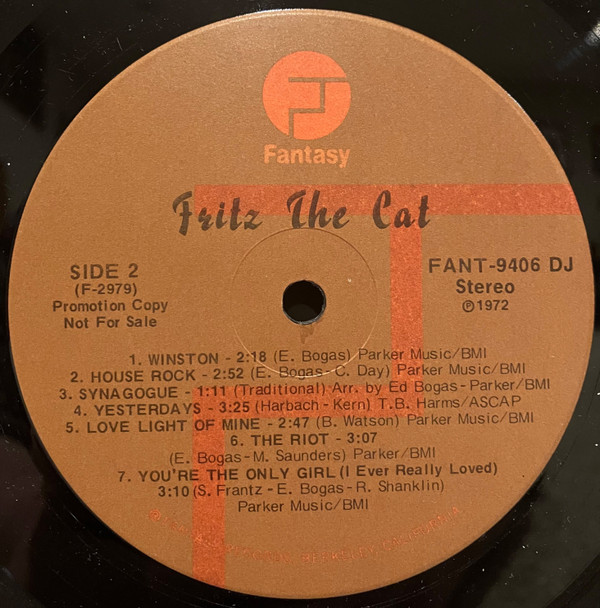 Fantasy
Fritz The Cat
SIDE 2
(F-2979)
Promotion Copy
Not For Sale
FANT-9406 DJ
Stereo
Ⓟ1972
1. WINSTON - 2:18 (E. Bogas) Parker Music/BMI
2. HOUSE ROCK - 2:52 (E. Bogas- C. Day) Parker Music/BMI
3. SYNAGOGUE - 1:11 (Traditional) Arr. by Ed Bogas-Parker/BMI
4. YESTERDAYS - 3:25 (Harbach-Kern) T.B. Harms/ASCAP
5. LOVE LIGHT OF MINE - 2:47 (B. Watson) Parker Music/BMI
6. THE RIOT - 3:07
(E. Bogas-M. Saunders) Parker/BMI
7. YOU'RE THE ONLY GIRL (I Ever Really Loved)
3:10 (S. Frantz - E. Bogas-R. Shanklin)
Parker Music/BMI
BERKELEY, CALIFORNIA